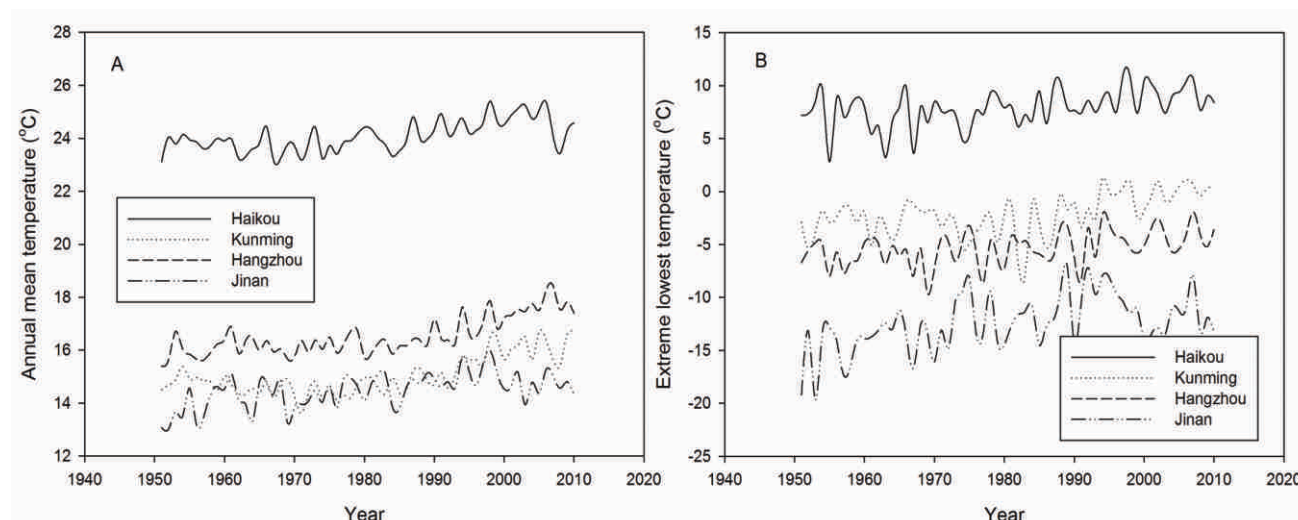 A
Annual mean temperature (°C)
28
26
24
22
20
18
16
14
12
Haikou
Kunming
Hangzhou
Jinan
1940 1950 1960 1970 1980 1990 2000 2010 2020
Year
B
Extreme lowest temperature (°C)
15
10
5
0
-5
-10
-15
-20
-25
Haikou
Kunming
Hangzhou
Jinan
1940 1950 1960 1970 1980 1990 2000 2010 2020
Year